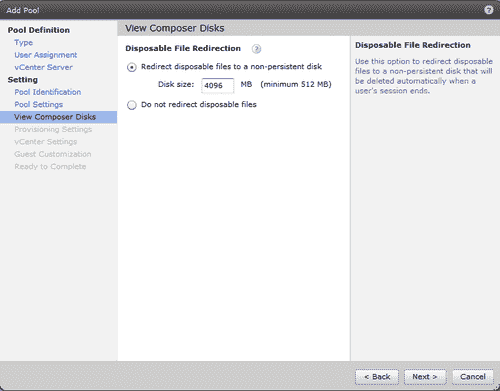 Add Pool
Pool Definition
Type
User Assignment
vCenter Server
Setting
Pool Identification
Pool Settings
View Composer Disks
Provisioning Settings
vCenter Settings
Guest Customization
Ready to Complete
View Composer Disks
Disposable File Redirection ?
Redirect disposable files to a non-persistent disk
Disk size: 4096 MB (minimum 512 MB)
Do not redirect disposable files
Disposable File Redirection
Use this option to redirect disposable
files to a non-persistent disk that will
be deleted automatically when a
user's session ends.
< Back Next > Cancel